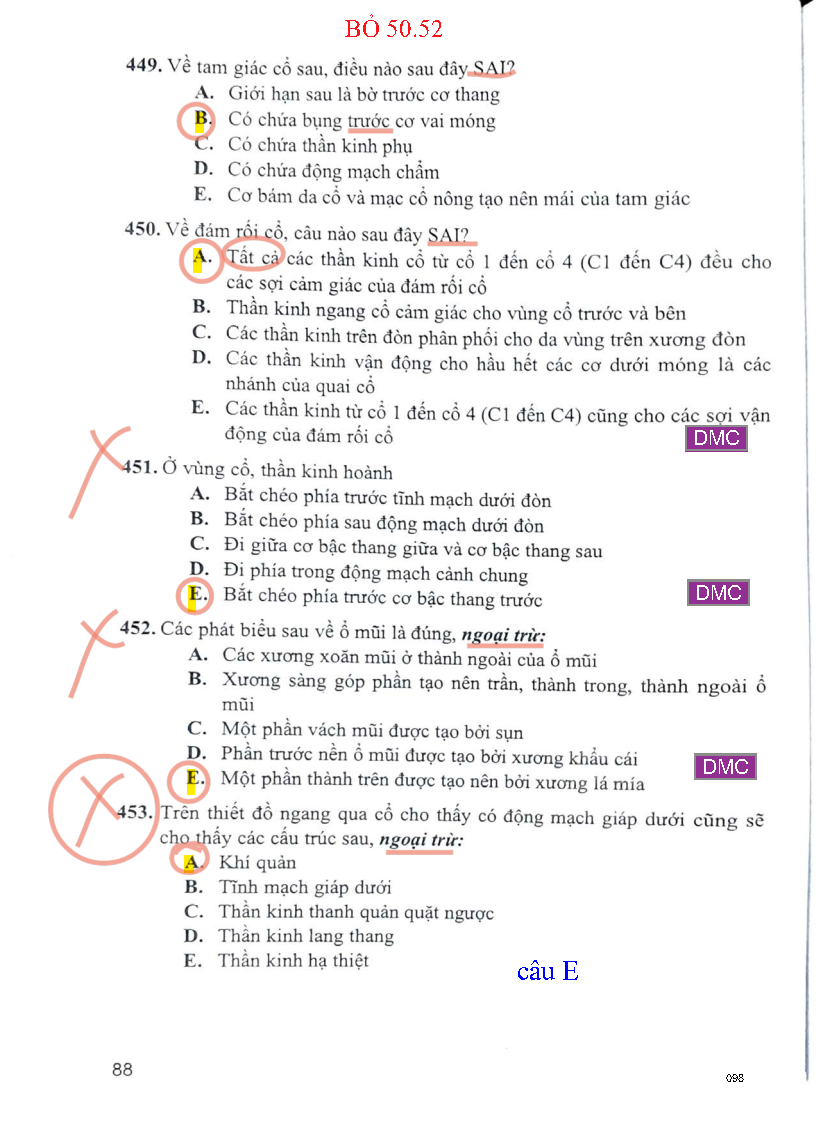 BỎ 50.52
449. Về tam giác cổ sau, điều nào sau đây SAI?
A. Giới hạn sau là bờ trước cơ thang
B. Có chứa bụng trước cơ vai móng
C. Có chứa thần kinh phụ
D. Có chứa động mạch chẩm
E. Cơ bám da cổ và mạc cổ nông tạo nên mái của tam giác
450. Về đám rối cổ, câu nào sau đây SAI?
A. Tất cả các thần kinh cổ từ cổ 1 đến cổ 4 (C1 đến C4) đều cho
các sợi cảm giác của đám rối cổ
B. Thần kinh ngang cổ cảm giác cho vùng cổ trước và bên
C. Các thần kinh trên đòn phân phối cho da vùng trên xương đòn
D. Các thần kinh vận động cho hầu hết các cơ dưới móng là các
nhánh của quai cổ
E. Các thần kinh từ cổ 1 đến cổ 4 (C1 đến C4) cũng cho các sợi vận
động của đám rối cổ
DMC
451. Ở vùng cổ, thần kinh hoành
A. Bắt chéo phía trước tĩnh mạch dưới đòn
B. Bắt chéo phía sau động mạch dưới đòn
C. Đi giữa cơ bậc thang giữa và cơ bậc thang sau
D. Đi phía trong động mạch cảnh chung
E. Bắt chéo phía trước cơ bậc thang trước
DMC
452. Các phát biểu sau về ổ mũi là đúng, ngoại trừ:
A. Các xương xoăn mũi ở thành ngoài của ổ mũi
B. Xương sàng góp phần tạo nên trần, thành trong, thành ngoài ổ
mũi
C. Một phần vách mũi được tạo bởi sụn
D. Phần trước nền ổ mũi được tạo bởi xương khẩu cái
DMC
E. Một phần thành trên được tạo nên bởi xương lá mía
453. Trên thiết đồ ngang qua cổ cho thấy có động mạch giáp dưới cũng sẽ
cho thấy các cấu trúc sau, ngoại trừ:
A. Khí quản
B. Tĩnh mạch giáp dưới
C. Thần kinh thanh quản quặt ngược
D. Thần kinh lang thang
E. Thần kinh hạ thiệt
câu E
88
098